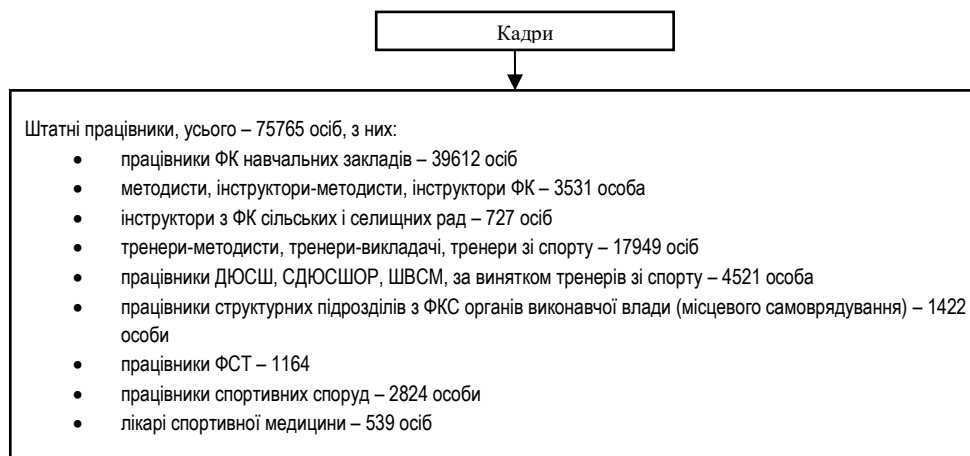 Кадри
Штатні працівники, усього – 75765 осіб, з них:
• працівники ФК навчальних закладів – 39612 осіб
• методисти, інструктори-методисти, інструктори ФК – 3531 особа
• інструктори з ФК сільських і селищних рад – 727 осіб
• тренери-методисти, тренери-викладачі, тренери зі спорту – 17949 осіб
• працівники ДЮСШ, СДЮСШОР, ШВСМ, за винятком тренерів зі спорту – 4521 особа
• працівники структурних підрозділів з ФКС органів виконавчої влади (місцевого самоврядування) – 1422
особи
• працівники ФСТ – 1164
• працівники спортивних споруд – 2824 особи
• лікарі спортивної медицини – 539 осіб